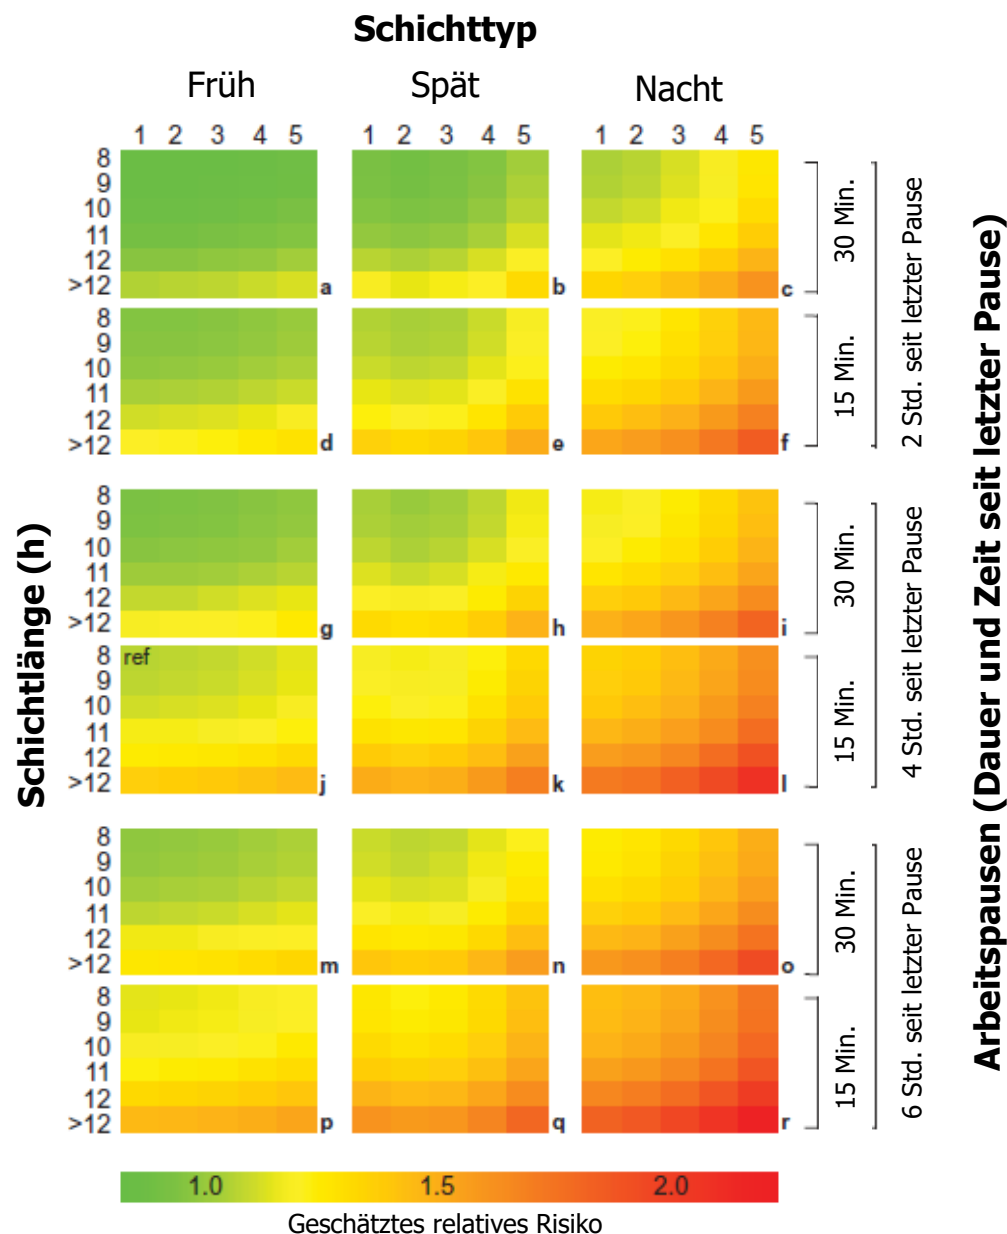 Schichttyp
Früh Spät Nacht
1 2 3 4 5 1 2 3 4 5 1 2 3 4 5
8
9
10
11
12
>12 a b c
8
9
10
11
12
>12 d e f
30 Min.
15 Min.
2 Std. seit letzter Pause
8
9
10
11
12
>12 g h i
8 ref
9
10
11
12
>12 j k l
30 Min.
15 Min.
4 Std. seit letzter Pause
8
9
10
11
12
>12 m n o
8
9
10
11
12
>12 p q r
30 Min.
15 Min.
6 Std. seit letzter Pause
Schichtlänge (h)
Arbeitspausen (Dauer und Zeit seit letzter Pause)
1.0 1.5 2.0
Geschätztes relatives Risiko